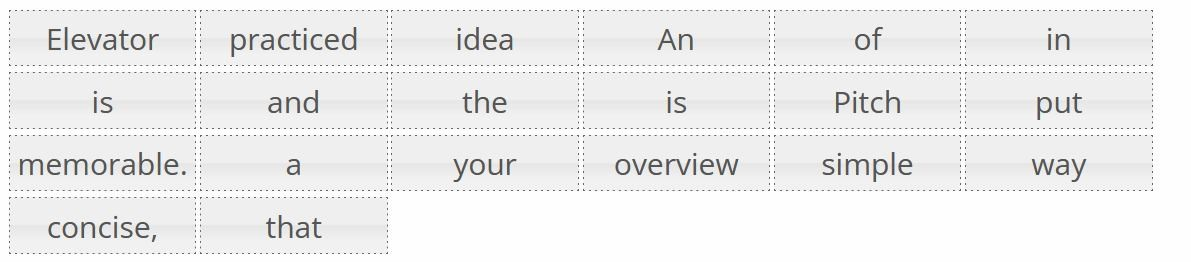 Elevator practiced idea An of in
is and the is Pitch put
memorable. a your overview simple way
concise, that